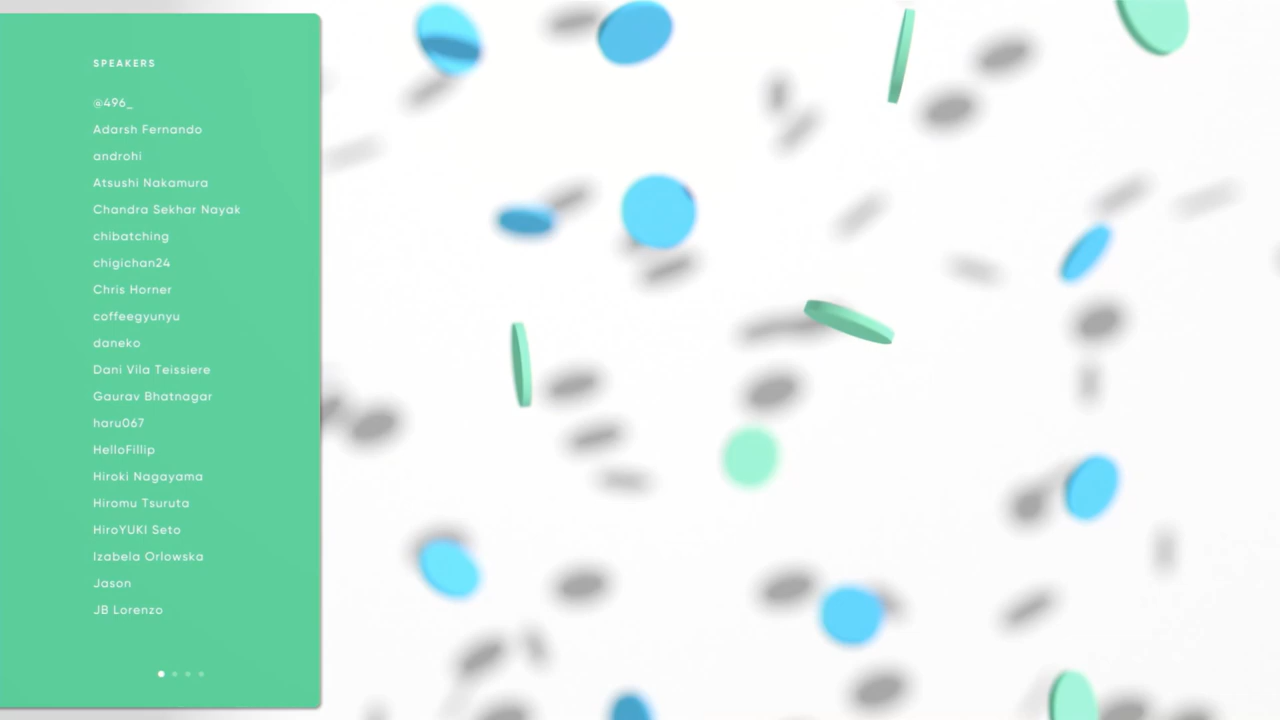 SPEAKERS
@496_
Adarsh Fernando
androhi
Atsushi Nakamura
Chandra Sekhar Nayak
chibatching
chigichan24
Chris Horner
coffeegyunyu
daneko
Dani Vila Teissiere
Gaurav Bhatnagar
haru067
HelloFillip
Hiroki Nagayama
Hiromu Tsuruta
HiroYUKI Seto
Izabela Orlowska
Jason
JB Lorenzo